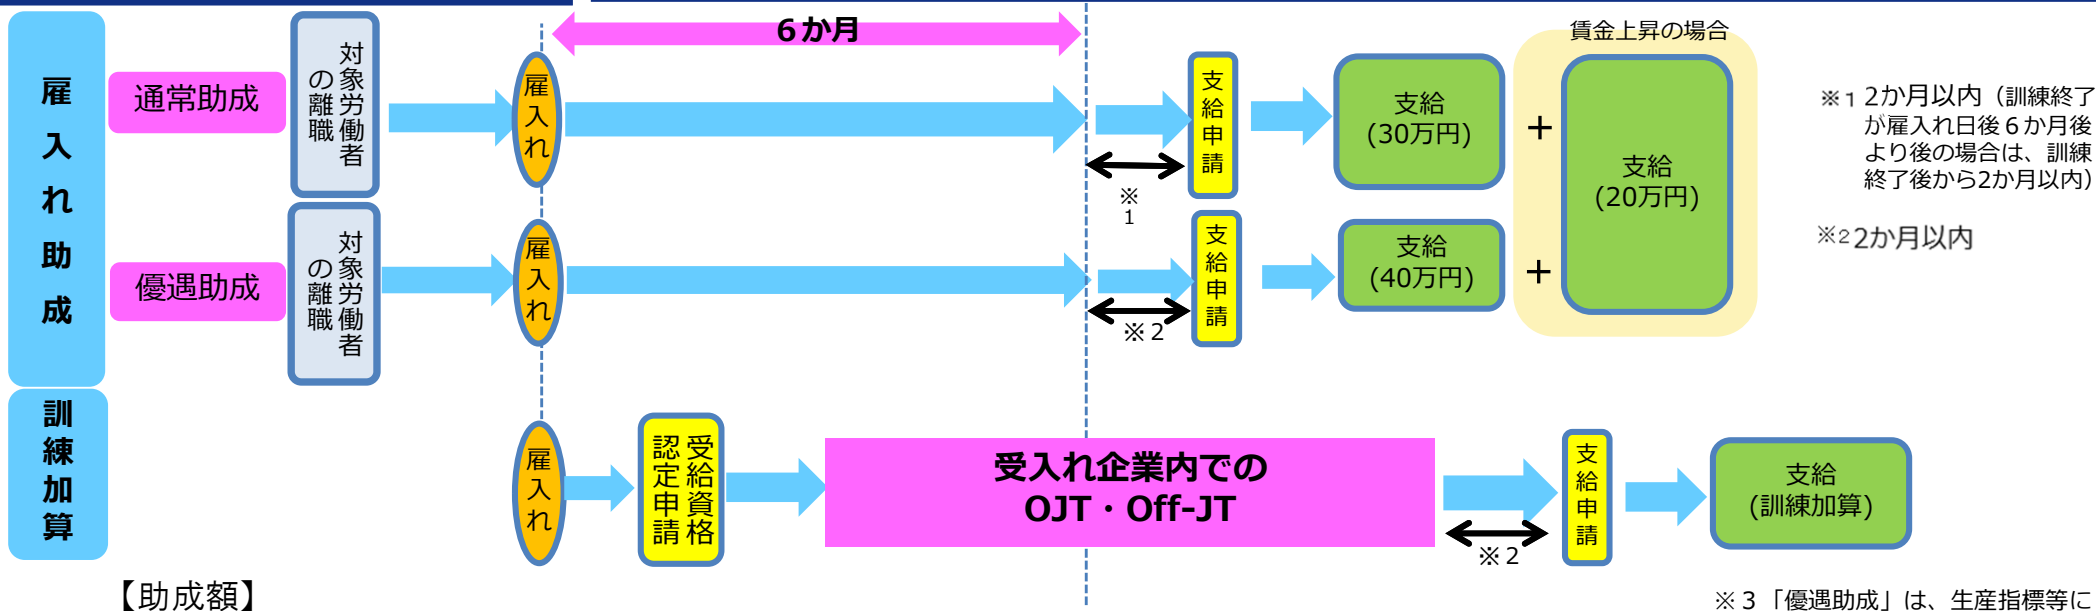 6か月
賃金上昇の場合
雇入れ助成
通常助成
対象労働者
の離職
雇入れ
支給申請
支給
(30万円)
+
支給
(20万円)
※1
※1 2か月以内（訓練終了
が雇入れ日後６か月後
より後の場合は、訓練
終了後から2か月以内）
優遇助成
対象労働者
の離職
雇入れ
支給申請
支給
(40万円)
+
※2
※2 2か月以内
訓練加算
雇入れ
受給資格
認定申請
受入れ企業内での
OJT・Off-JT
※2
支給申請
支給
(訓練加算)
【助成額】
※３「優遇助成」は、生産指標等に